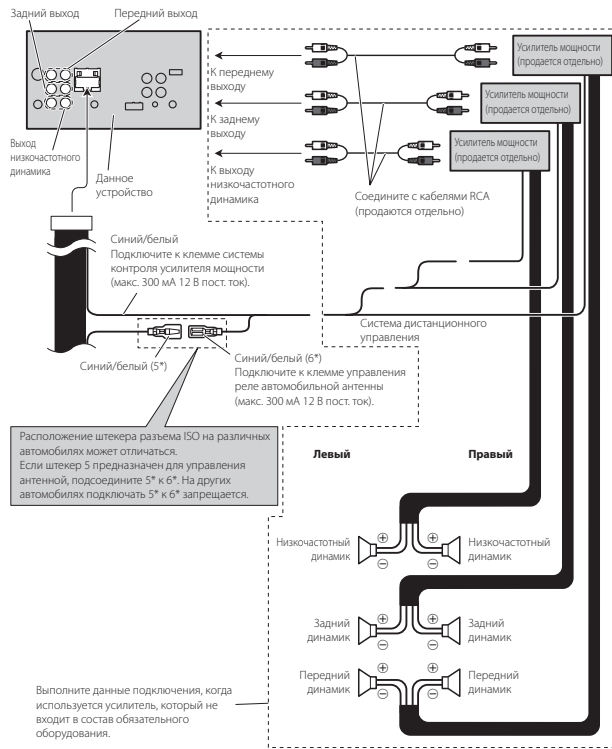 Задний выход
Передний выход
Усилитель мощности
(продается отдельно)
К переднему
выходу
Усилитель мощности
(продается отдельно)
К заднему
выходу
Усилитель мощности
(продается отдельно)
Выход
низкочастотного
динамика
Данное
устройство
К выходу
низкочастотного
динамика
Соедините с кабелями RCA
(продаются отдельно)
Синий/белый
Подключите к клемме системы
контроля усилителя мощности
(макс. 300 мА 12 В пост. ток).
Система дистанционного
управления
Синий/белый (5*)
Синий/белый (6*)
Подключите к клемме управления
реле автомобильной антенны
(макс. 300 мА 12 В пост. ток).
Расположение штекера разъема ISO на различных
автомобилях может отличаться.
Если штекер 5 предназначен для управления
антенной, подсоедините 5* к 6*. На других
автомобилях подключать 5* к 6* запрещается.
Левый
Правый
Низкочастотный
динамик
⊕
⊖
⊕
⊖
Низкочастотный
динамик
Задний
динамик
⊕
⊖
⊕
⊖
Задний
динамик
Передний
динамик
⊕
⊖
⊕
⊖
Передний
динамик
Выполните данные подключения, когда
используется усилитель, который не
входит в состав обязательного
оборудования.